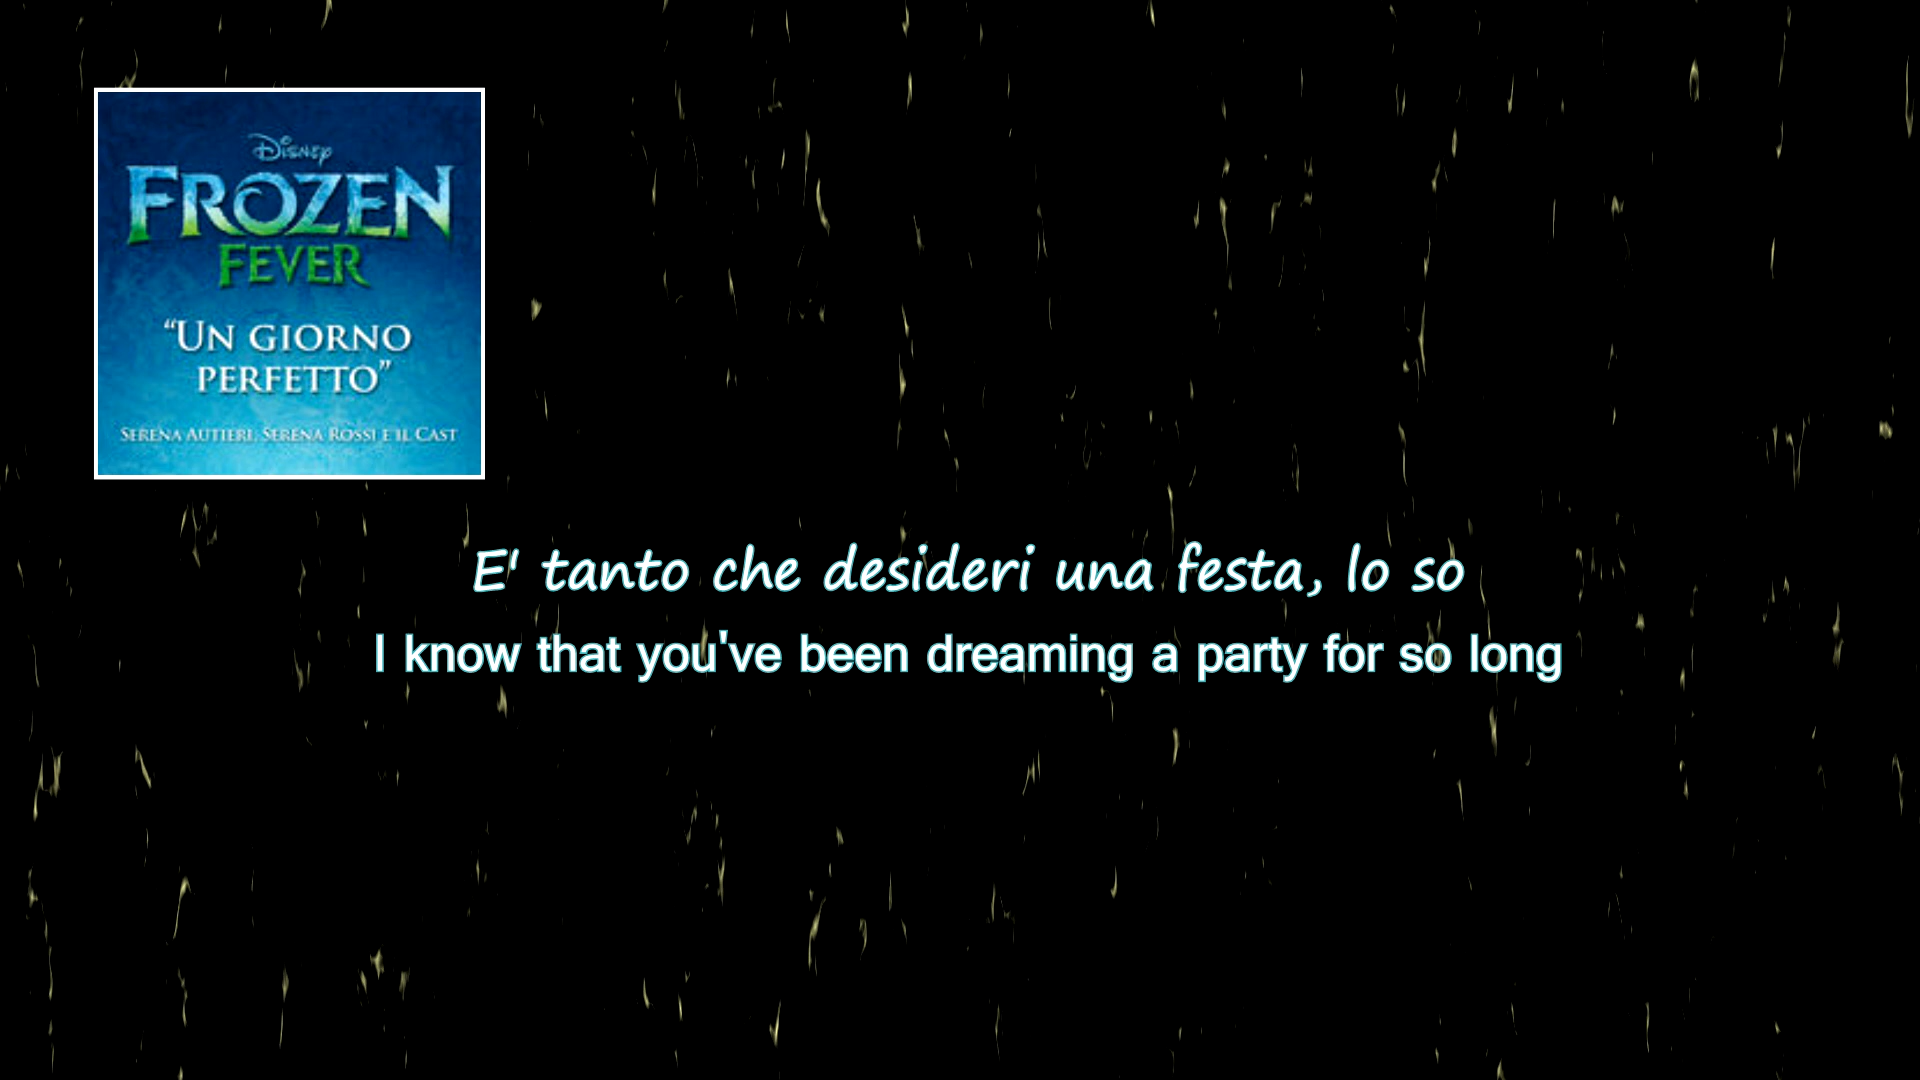 Disney
FROZEN
FEVER
“UN GIORNO
PERFETTO”
SERENA AUTIERI, SERENA ROSSI E IL CAST
E' tanto che desideri una festa, lo so
I know that you've been dreaming a party for so long